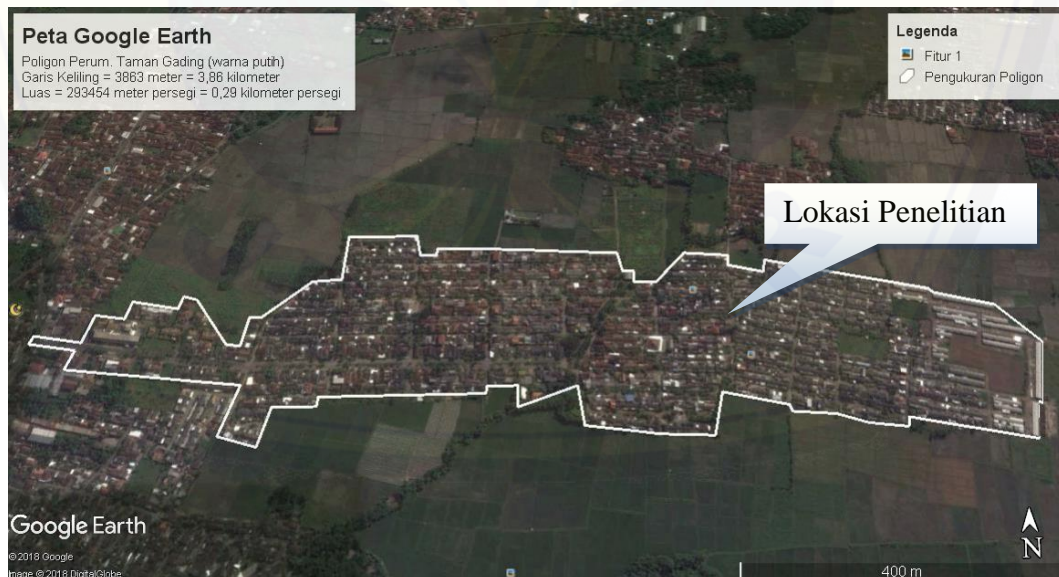 Peta Google Earth
Poligon Perum. Taman Gading (warna putih)
Garis Keliling = 3863 meter = 3,86 kilometer
Luas = 293454 meter persegi = 0,29 kilometer persegi
Legenda
Fitur 1
Pengukuran Poligon
Lokasi Penelitian
Google Earth
© 2018 Google
Image © 2018 DigitalGlobe
N
400 m